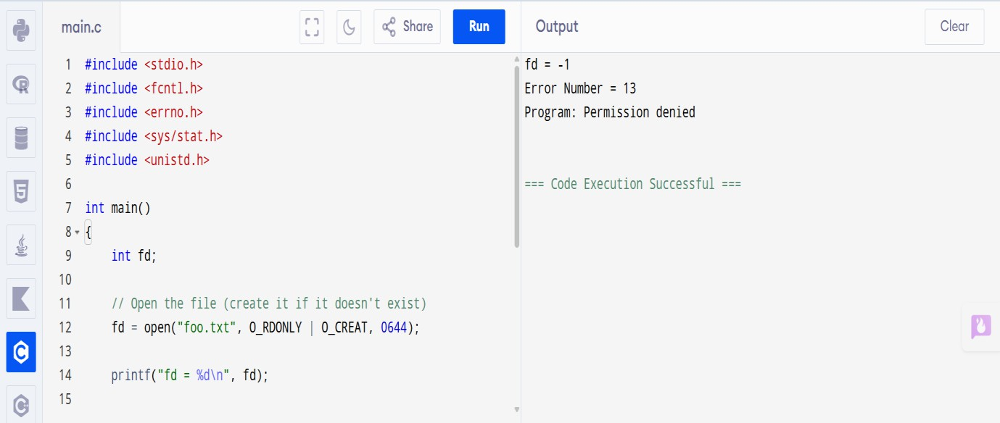 main.c
Share
Run
Output
Clear
1 #include <stdio.h>
2 #include <fcntl.h>
3 #include <errno.h>
4 #include <sys/stat.h>
5 #include <unistd.h>
6
7 int main()
8 {
9 int fd;
10
11 // Open the file (create it if it doesn't exist)
12 fd = open("foo.txt", O_RDONLY | O_CREAT, 0644);
13
14 printf("fd = %d\n", fd);
15
fd = -1
Error Number = 13
Program: Permission denied
=== Code Execution Successful ===